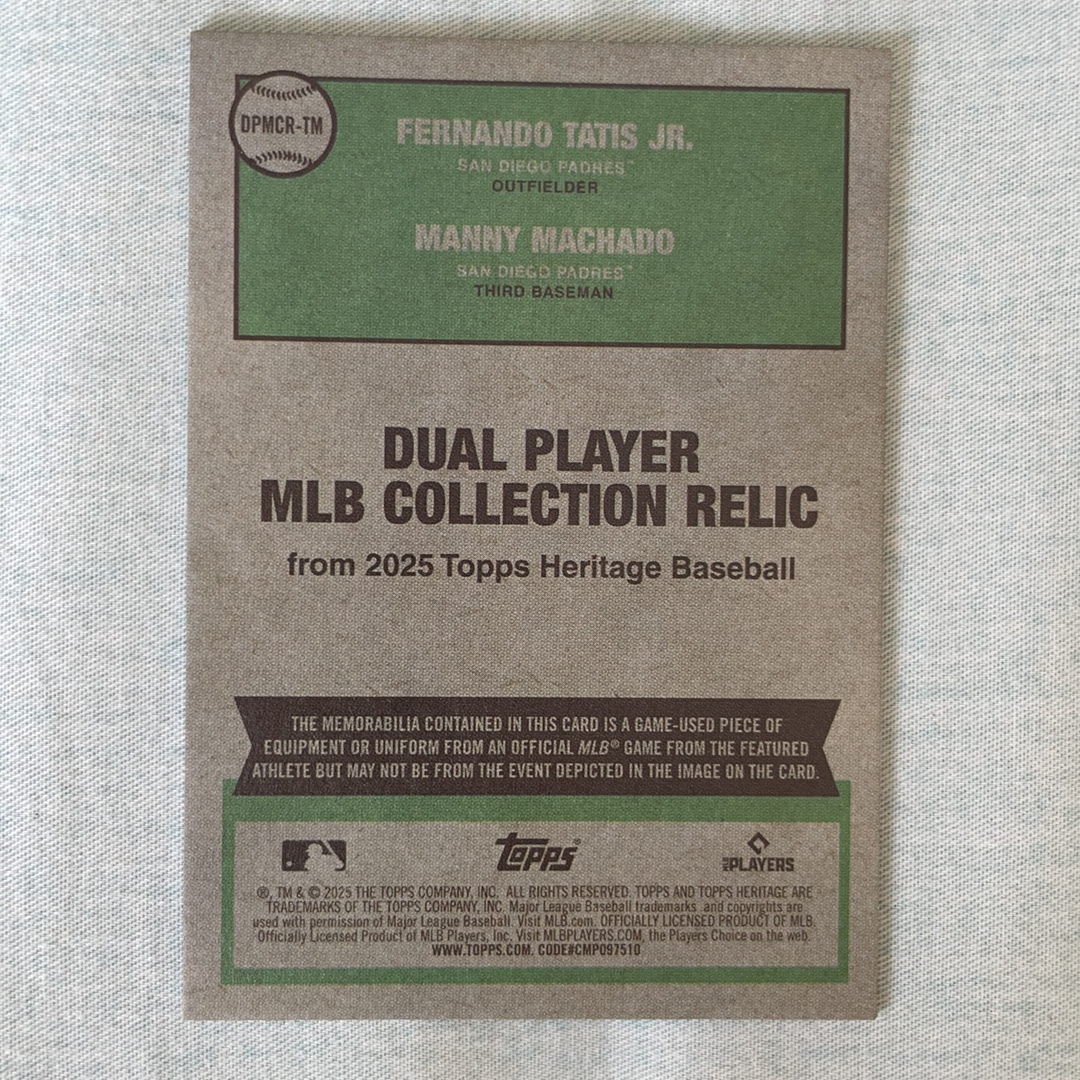 DPMCR-TM
FERNANDO TATIS JR.
SAN DIEGO PADRES™
OUTFIELDER
MANNY MACHADO
SAN DIEGO PADRES™
THIRD BASEMAN
DUAL PLAYER
MLB COLLECTION RELIC
from 2025 Topps Heritage Baseball
THE MEMORABILIA CONTAINED IN THIS CARD IS A GAME-USED PIECE OF
EQUIPMENT OR UNIFORM FROM AN OFFICIAL MLB® GAME FROM THE FEATURED
ATHLETE BUT MAY NOT BE FROM THE EVENT DEPICTED IN THE IMAGE ON THE CARD.
topps®
MLB PLAYERS
®, TM & © 2025 THE TOPPS COMPANY, INC. ALL RIGHTS RESERVED. TOPPS AND TOPPS HERITAGE ARE
TRADEMARKS OF THE TOPPS COMPANY, INC. Major League Baseball trademarks and copyrights are
used with permission of Major League Baseball. Visit MLB.com. OFFICIALLY LICENSED PRODUCT OF MLB.
Officially Licensed Product of MLB Players, Inc. Visit MLBPLAYERS.COM, the Players Choice on the web.
WWW.TOPPS.COM. CODE#CMP097510